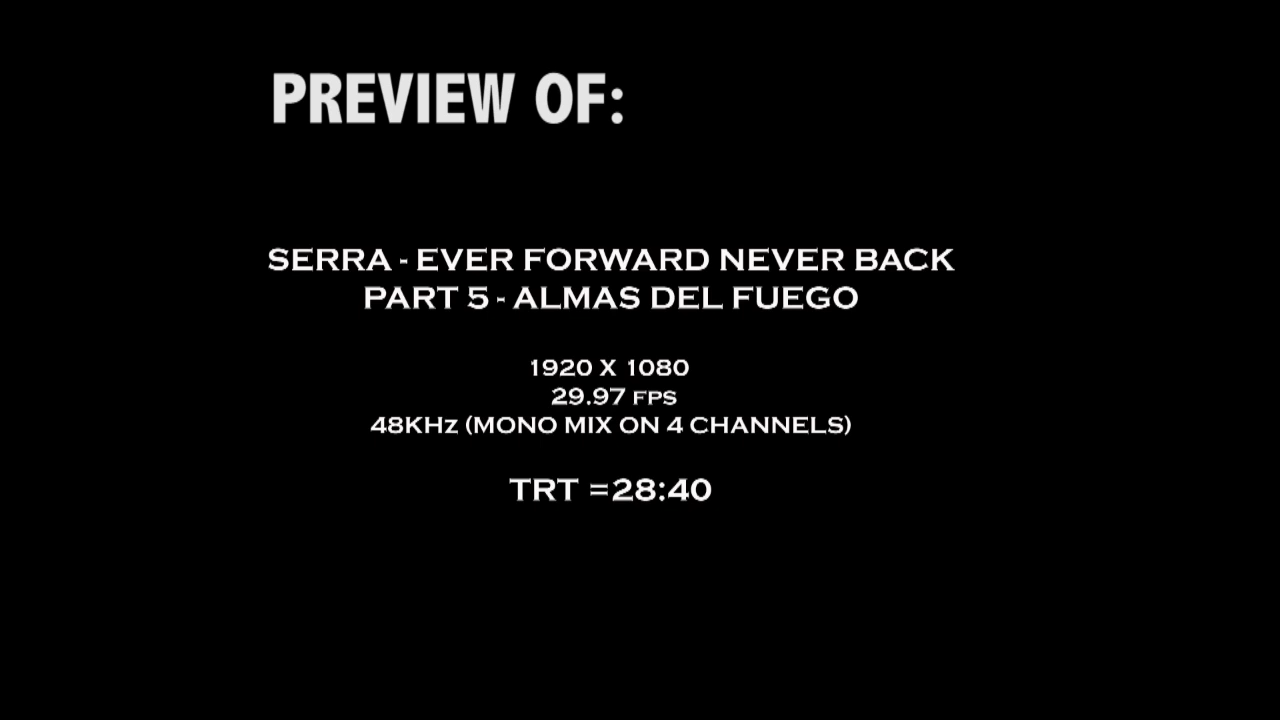 PREVIEW OF:
SERRA - EVER FORWARD NEVER BACK
PART 5 - ALMAS DEL FUEGO
1920 X 1080
29.97 FPS
48KHz (MONO MIX ON 4 CHANNELS)
TRT =28:40